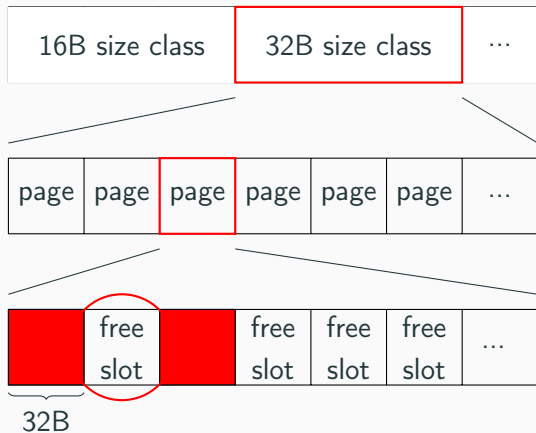 16B size class 32B size class ...
page page page page page page ...
free free free free
slot slot slot slot ...
32B